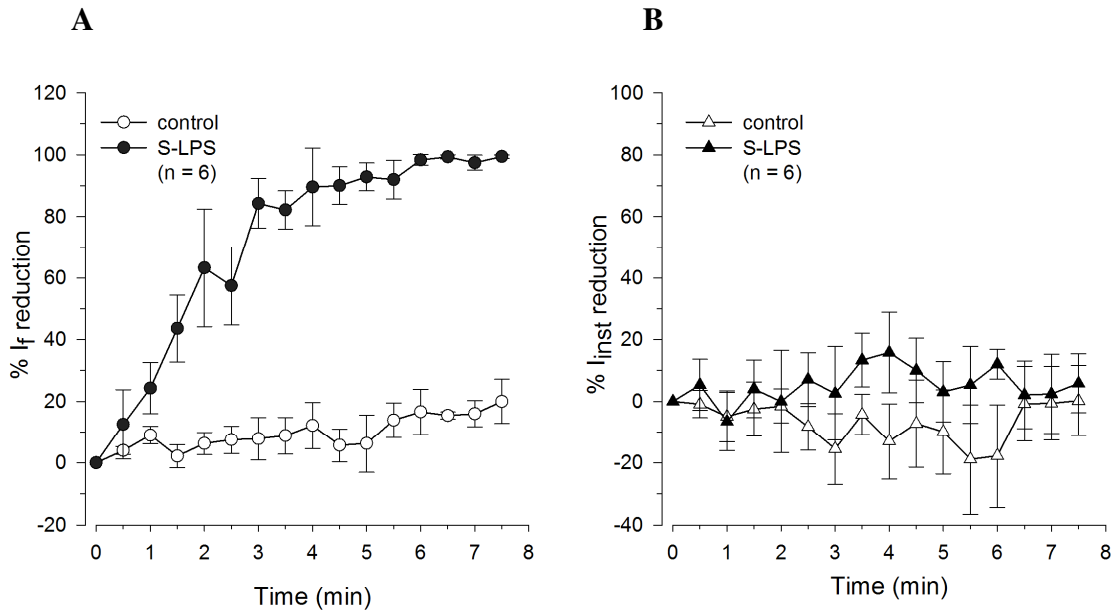 A
120
100
80
60
40
20
0
-20
% If reduction
control
S-LPS
(n = 6)
0 1 2 3 4 5 6 7 8
Time (min)
B
100
80
60
40
20
0
-20
-40
% Iinst reduction
control
S-LPS
(n = 6)
0 1 2 3 4 5 6 7 8
Time (min)